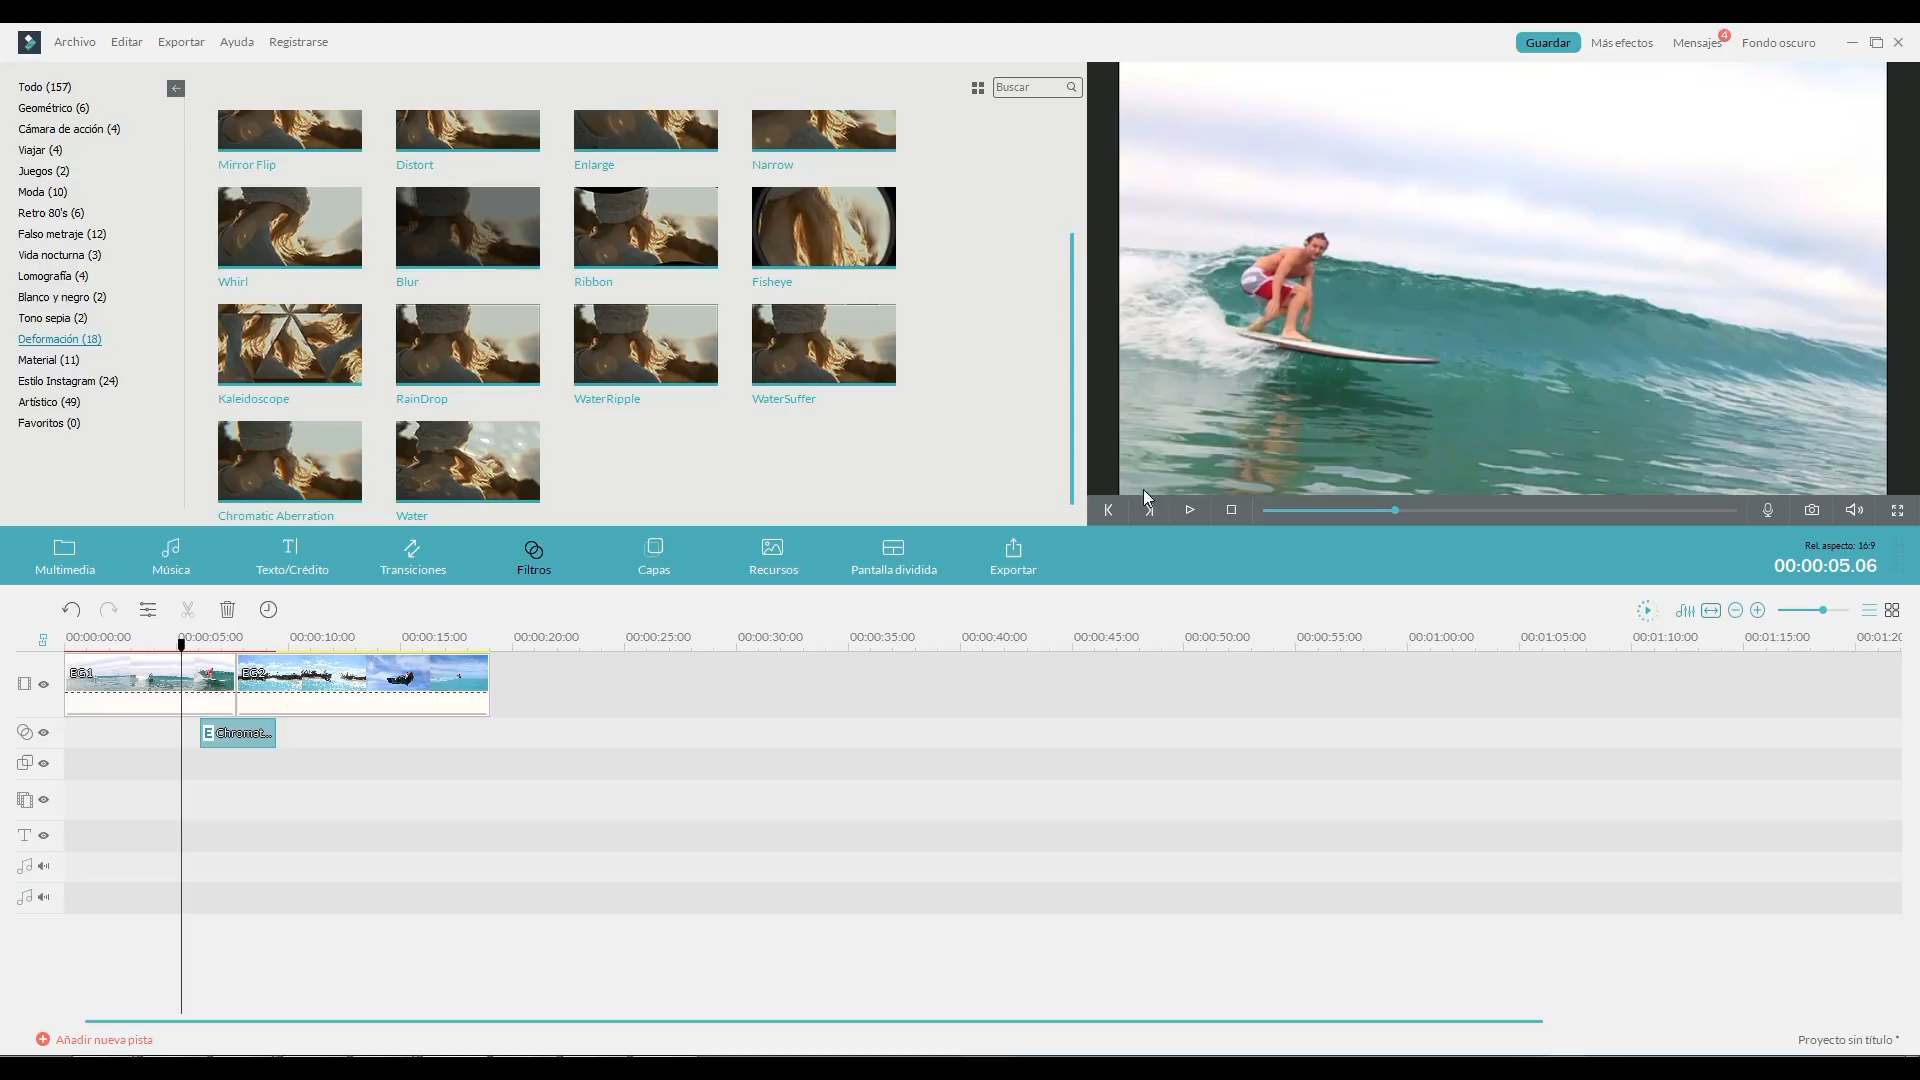 Archivo Editar Exportar Ayuda Registrarse
Guardar Más efectos Mensajes 4 Fondo oscuro
Todo (157)
Geométrico (6)
Cámara de acción (4)
Viajar (4)
Juegos (2)
Moda (10)
Retro 80's (6)
Falso metraje (12)
Vida nocturna (3)
Lomografía (4)
Blanco y negro (2)
Tono sepia (2)
Deformación (18)
Material (11)
Estilo Instagram (24)
Artístico (49)
Favoritos (0)
Buscar
Mirror Flip Distort Enlarge Narrow
Whirl Blur Ribbon Fisheye
Kaleidoscope RainDrop WaterRipple WaterSuffer
Chromatic Aberration Water
Multimedia Música Texto/Crédito Transiciones Filtros Capas Recursos Pantalla dividida Exportar
Rel. aspecto: 16:9
00:00:05.06
00:00:00:00 00:00:05:00 00:00:10:00 00:00:15:00 00:00:20:00 00:00:25:00 00:00:30:00 00:00:35:00 00:00:40:00 00:00:45:00 00:00:50:00 00:00:55:00 00:01:00:00 00:01:05:00 00:01:10:00 00:01:15:00 00:01:20
EG1 EG2
E Chromat...
Añadir nueva pista
Proyecto sin título *